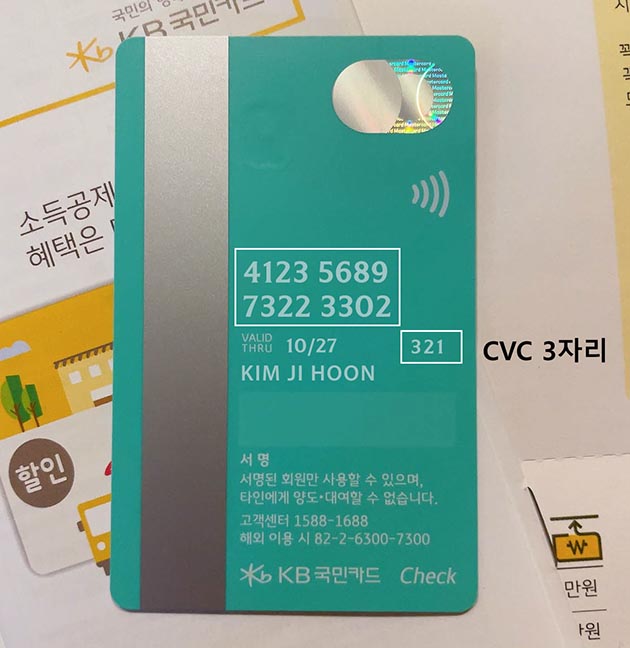 국민의
KB국민카드
소득공제
혜택은
할인
4123 5689
7322 3302
VALID THRU 10/27 321 CVC 3자리
KIM JI HOON
서명
서명된 회원만 사용할 수 있으며,
타인에게 양도·대여할 수 없습니다.
고객센터 1588-1688
해외 이용 시 82-2-6300-7300
KB국민카드 Check
만원